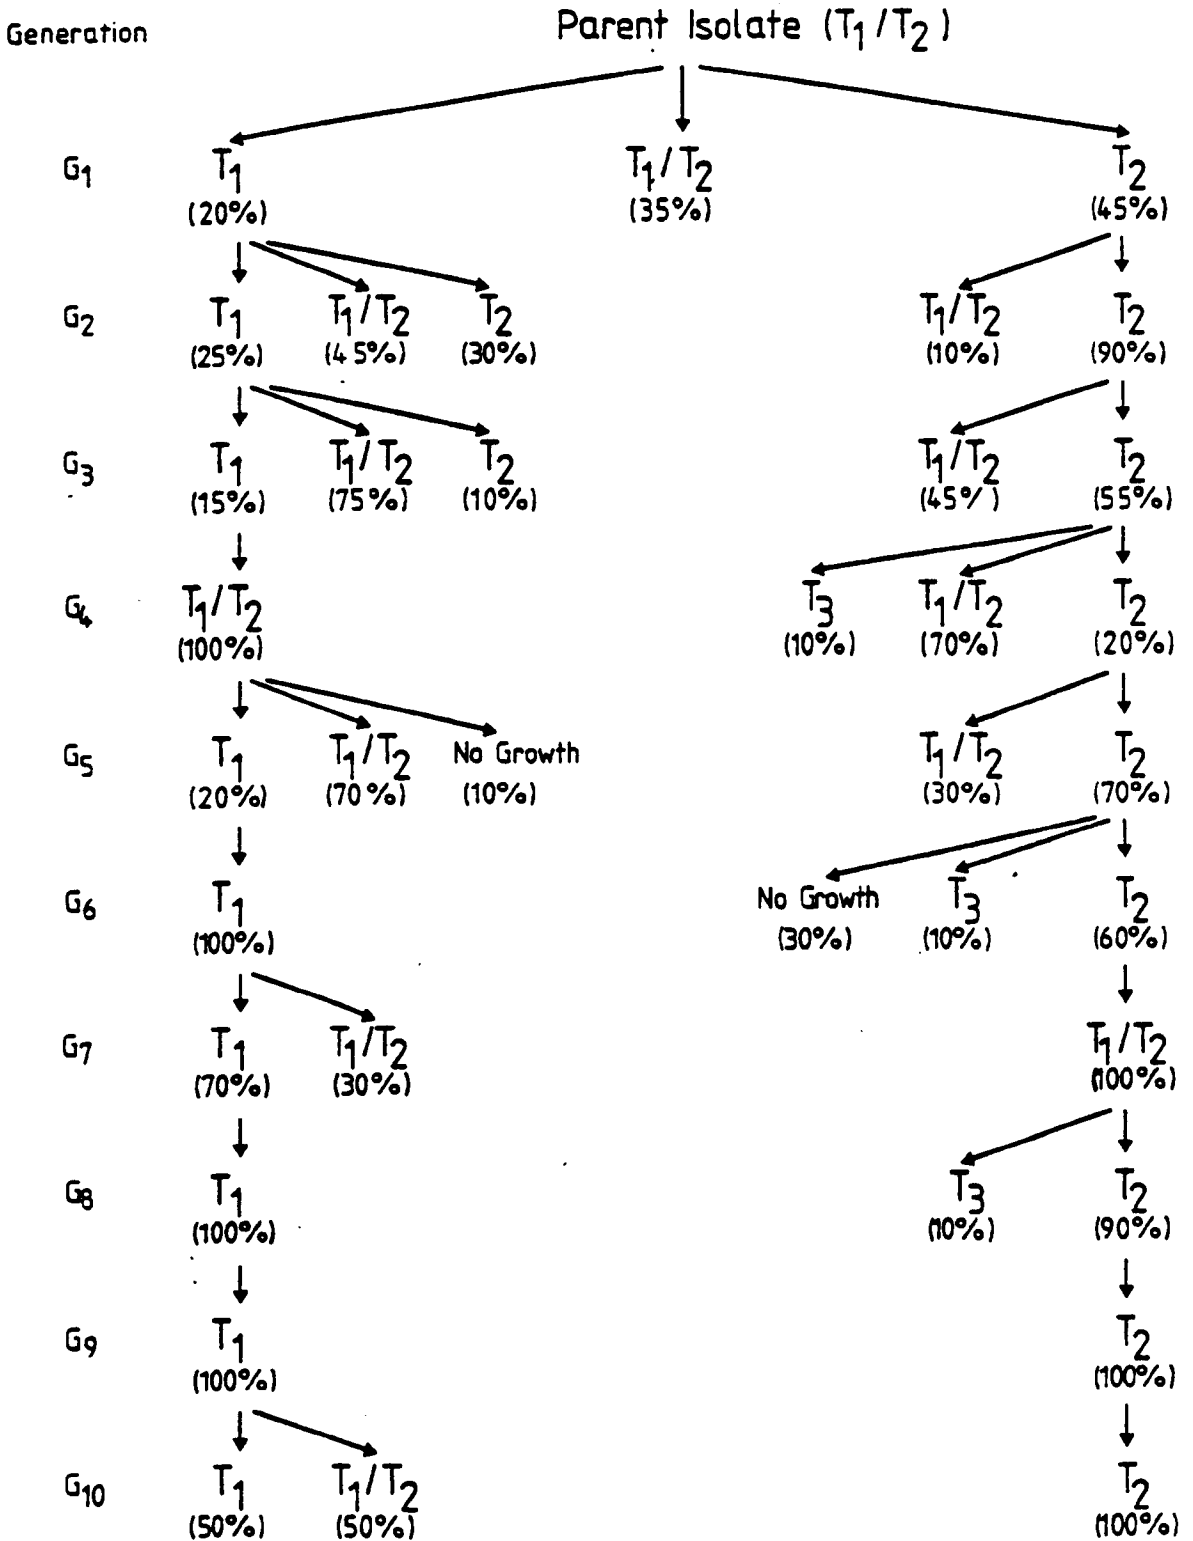 Generation Parent Isolate (T₁/T₂)
G₁ T₁ T₁/T₂ T₂
(20%) (35%) (45%)
G₂ T₁ T₁/T₂ T₂ T₁/T₂ T₂
(25%) (45%) (30%) (10%) (90%)
G₃ T₁ T₁/T₂ T₂ T₁/T₂ T₂
(15%) (75%) (10%) (45%) (55%)
G₄ T₁/T₂ T₃ T₁/T₂ T₂
(100%) (10%) (70%) (20%)
G₅ T₁ T₁/T₂ No Growth T₁/T₂ T₂
(20%) (70%) (10%) (30%) (70%)
G₆ T₁ No Growth T₃ T₂
(100%) (30%) (10%) (60%)
G₇ T₁ T₁/T₂ T₁/T₂
(70%) (30%) (100%)
G₈ T₁ T₃ T₂
(100%) (10%) (90%)
G₉ T₁ T₂
(100%) (100%)
G₁₀ T₁ T₁/T₂ T₂
(50%) (50%) (100%)